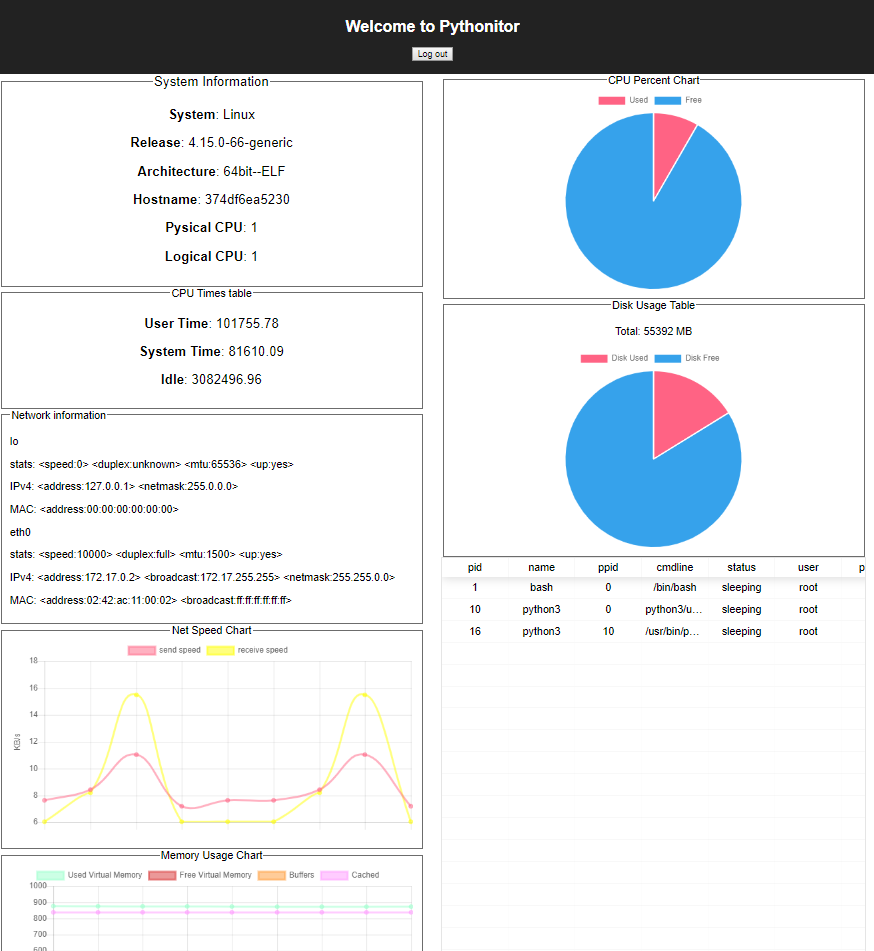 Welcome to Pythonitor
Log out
System Information
System: Linux
Release: 4.15.0-66-generic
Architecture: 64bit--ELF
Hostname: 374df6ea5230
Pysical CPU: 1
Logical CPU: 1
CPU Times table
User Time: 101755.78
System Time: 81610.09
Idle: 3082496.96
Network information
lo
stats: <speed:0> <duplex:unknown> <mtu:65536> <up:yes>
IPv4: <address:127.0.0.1> <netmask:255.0.0.0>
MAC: <address:00:00:00:00:00:00>
eth0
stats: <speed:10000> <duplex:full> <mtu:1500> <up:yes>
IPv4: <address:172.17.0.2> <broadcast:172.17.255.255> <netmask:255.255.0.0>
MAC: <address:02:42:ac:11:00:02> <broadcast:ff:ff:ff:ff:ff:ff>
Net Speed Chart
send speed receive speed
KB/s
18
16
14
12
10
8
6
Memory Usage Chart
Used Virtual Memory Free Virtual Memory Buffers Cached
1000
900
800
700
600
CPU Percent Chart
Used Free
Disk Usage Table
Total: 55392 MB
Disk Used Disk Free
pid name ppid cmdline status user p
1 bash 0 /bin/bash sleeping root
10 python3 0 python3/u... sleeping root
16 python3 10 /usr/bin/p... sleeping root